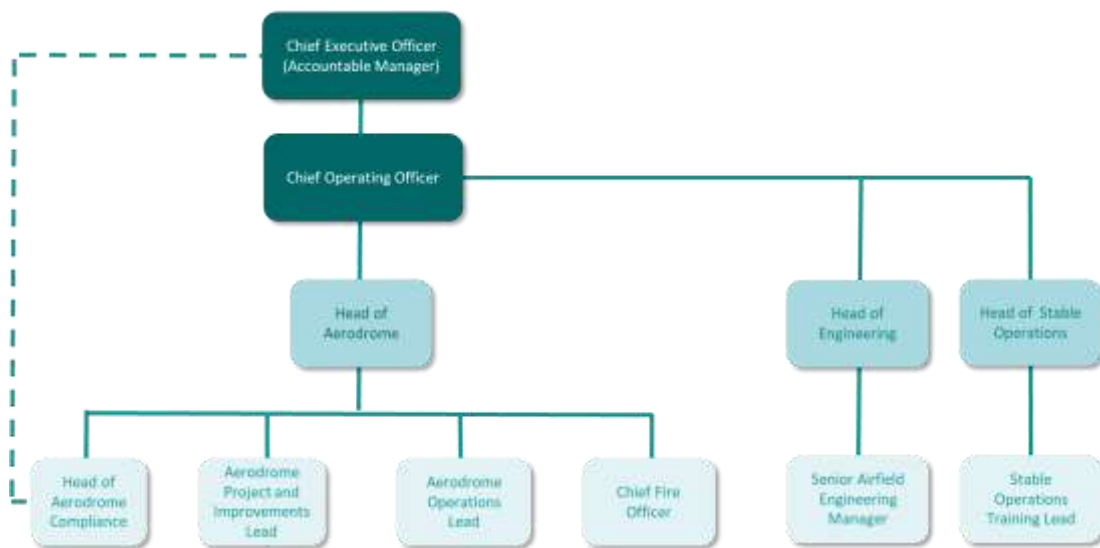 Chief Executive Officer
(Accountable Manager)
Chief Operating Officer
Head of
Aerodrome
Head of
Engineering
Head of Stable
Operations
Head of
Aerodrome
Compliance
Aerodrome
Project and
Improvements
Lead
Aerodrome
Operations
Lead
Chief Fire
Officer
Senior Airfield
Engineering
Manager
Stable
Operations
Training Lead